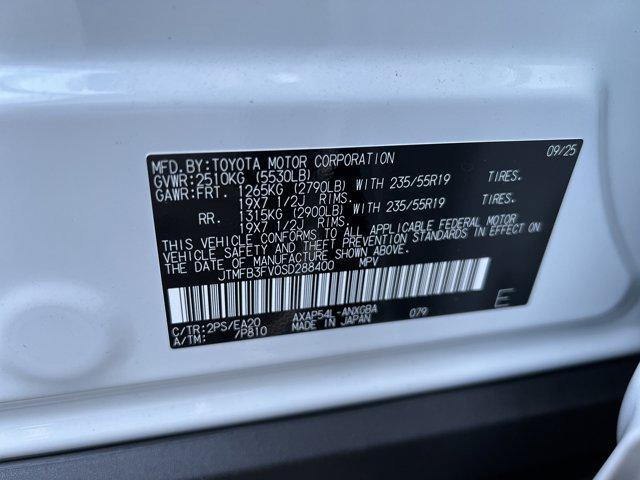 MFD.BY:TOYOTA MOTOR CORPORATION 09/25
GVWR:2510KG (5530LB)
GAWR:FRT. 1265KG (2790LB) WITH 235/55R19 TIRES.
19X7 1/2J RIMS.
RR. 1315KG (2900LB) WITH 235/55R19 TIRES.
19X7 1/2J RIMS.
THIS VEHICLE CONFORMS TO ALL APPLICABLE FEDERAL MOTOR
VEHICLE SAFETY AND THEFT PREVENTION STANDARDS IN EFFECT ON
THE DATE OF MANUFACTURE SHOWN ABOVE.
JTMFB3FV0SD288400 MPV
C/TR:2PS/EA20 AXAP54L-ANXGBA 079 E
A/TM: /P810 MADE IN JAPAN